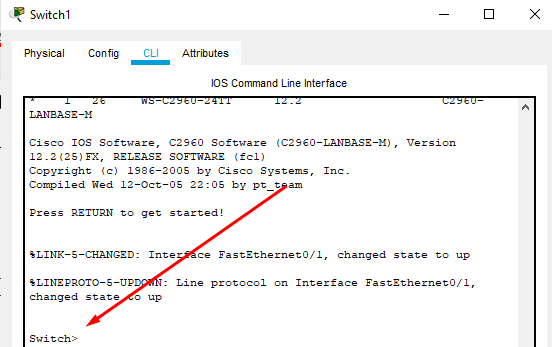 Switch1
Physical Config CLI Attributes
IOS Command Line Interface
* 1 26 WS-C2960-24TT 12.2 C2960-
LANBASE-M
Cisco IOS Software, C2960 Software (C2960-LANBASE-M), Version
12.2(25)FX, RELEASE SOFTWARE (fc1)
Copyright (c) 1986-2005 by Cisco Systems, Inc.
Compiled Wed 12-Oct-05 22:05 by pt_team
Press RETURN to get started!
%LINK-5-CHANGED: Interface FastEthernet0/1, changed state to up
%LINEPROTO-5-UPDOWN: Line protocol on Interface FastEthernet0/1,
changed state to up
Switch>